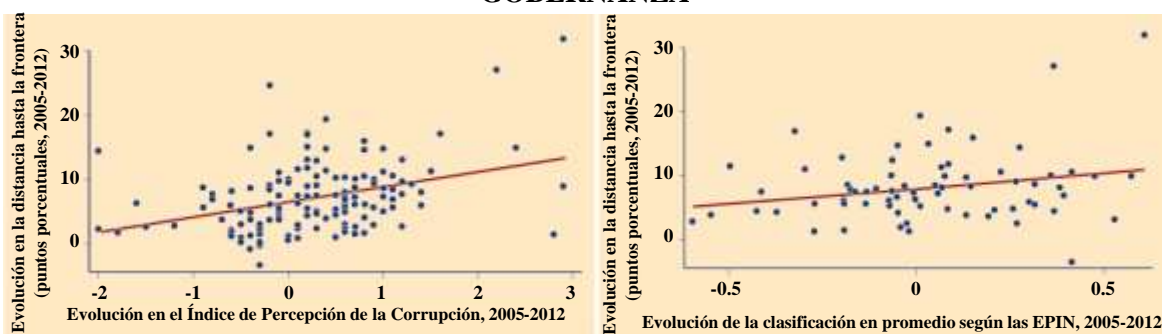 GOBERNANZA
Evolución en la distancia hasta la frontera
(puntos porcentuales, 2005-2012)
30
20
10
0
-2
-1
0
1
2
3
Evolución en el Índice de Percepción de la Corrupción, 2005-2012
Evolución en la distancia hasta la frontera
(puntos porcentuales, 2005-2012)
30
20
10
0
-0.5
0
0.5
Evolución de la clasificación en promedio según las EPIN, 2005-2012